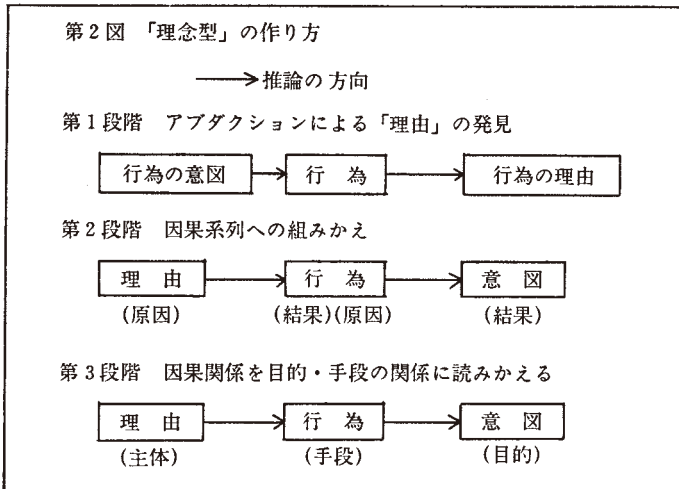 第2図 「理念型」の作り方
推論の方向
第1段階 アブダクションによる「理由」の発見
行為の意図 行為 行為の理由
第2段階 因果系列への組みかえ
理由 行為 意図
(原因) (結果)(原因) (結果)
第3段階 因果関係を目的・手段の関係に読みかえる
理由 行為 意図
(主体) (手段) (目的)